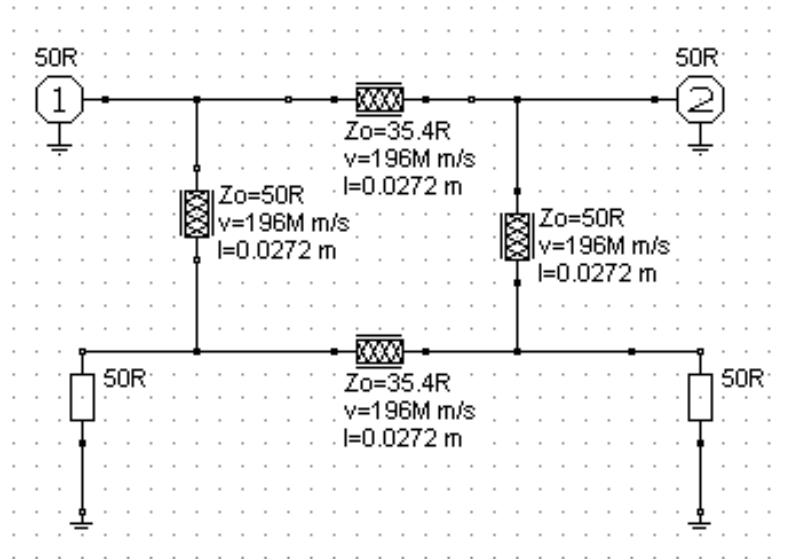 50R
50R
1
2
Zo=35.4R
v=196M m/s
l=0.0272 m
Zo=50R
v=196M m/s
l=0.0272 m
Zo=50R
v=196M m/s
l=0.0272 m
50R
Zo=35.4R
v=196M m/s
l=0.0272 m
50R